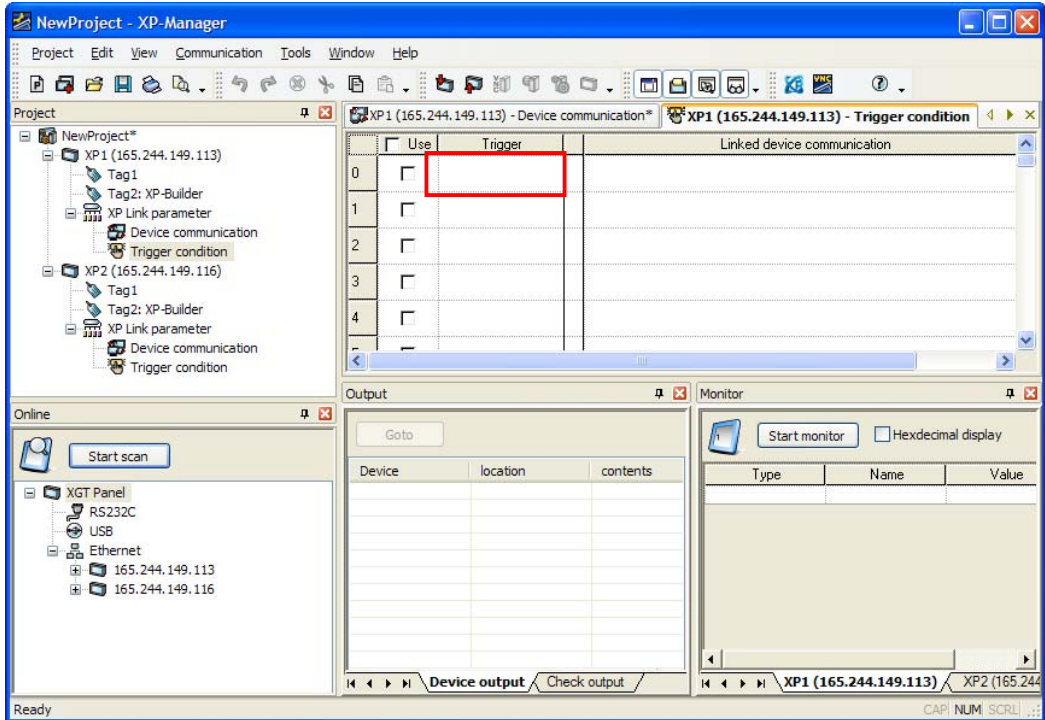 NewProject - XP-Manager
Project Edit View Communication Tools Window Help
Project
NewProject*
XP1 (165.244.149.113)
Tag1
Tag2: XP-Builder
XP Link parameter
Device communication
Trigger condition
XP2 (165.244.149.116)
Tag1
Tag2: XP-Builder
XP Link parameter
Device communication
Trigger condition
XP1 (165.244.149.113) - Device communication* XP1 (165.244.149.113) - Trigger condition
Use Trigger Linked device communication
0
1
2
3
4
Online
Start scan
XGT Panel
RS232C
USB
Ethernet
165.244.149.113
165.244.149.116
Output
Goto
Device location contents
Device output Check output
Monitor
Start monitor Hexdecimal display
Type Name Value
XP1 (165.244.149.113) XP2 (165.244
Ready CAP NUM SCRL